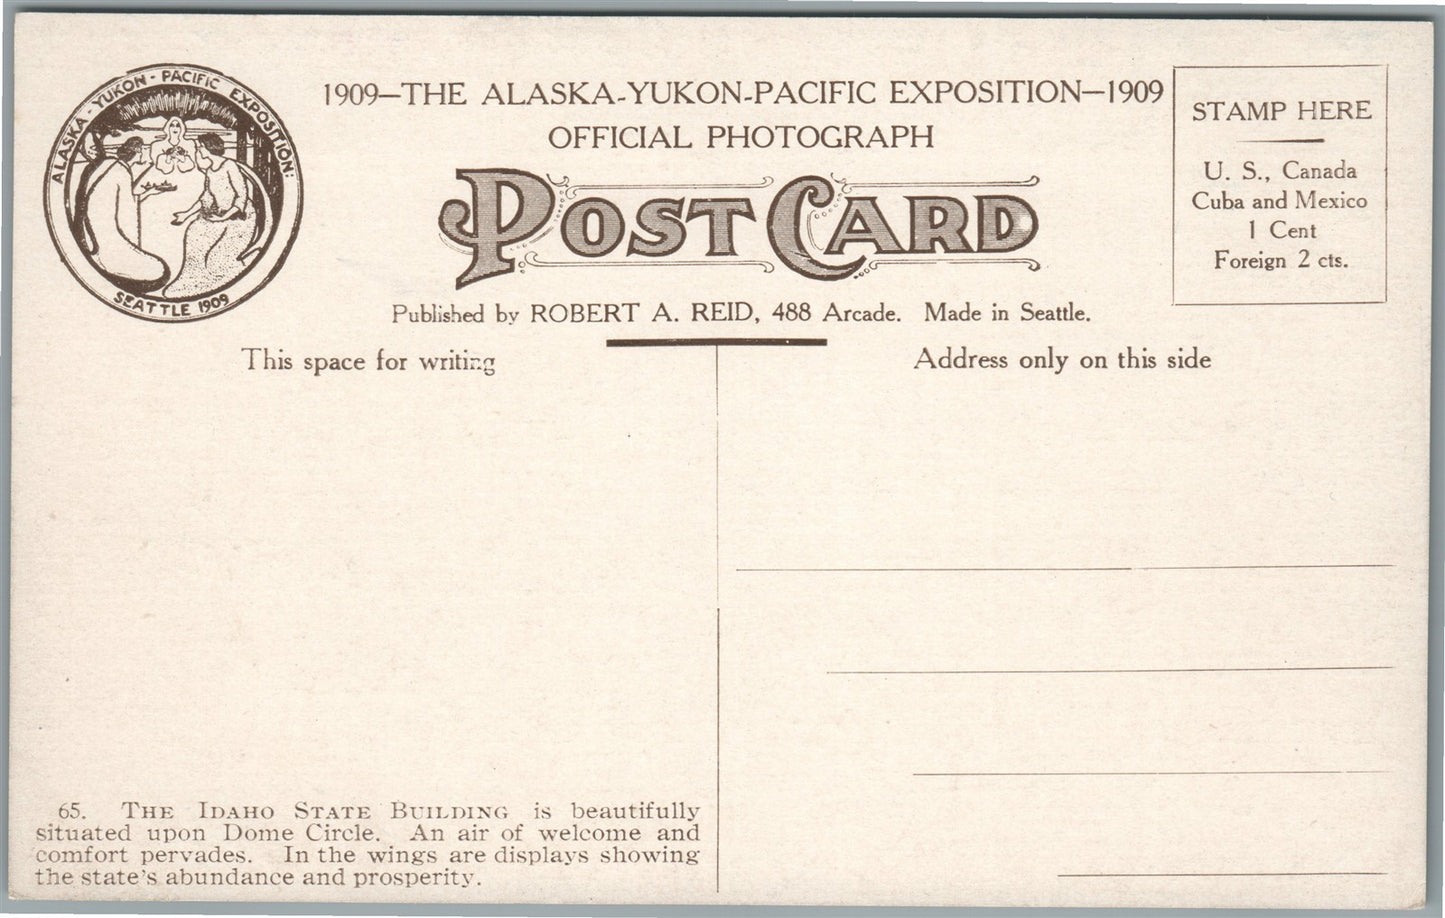 ALASKA-YUKON-PACIFIC EXPOSITION:
SEATTLE 1909
1909—THE ALASKA-YUKON-PACIFIC EXPOSITION—1909
OFFICIAL PHOTOGRAPH
POST CARD
Published by ROBERT A. REID, 488 Arcade. Made in Seattle.
STAMP HERE
U. S., Canada
Cuba and Mexico
1 Cent
Foreign 2 cts.
This space for writing
Address only on this side
65. THE IDAHO STATE BUILDING is beautifully
situated upon Dome Circle. An air of welcome and
comfort pervades. In the wings are displays showing
the state's abundance and prosperity.